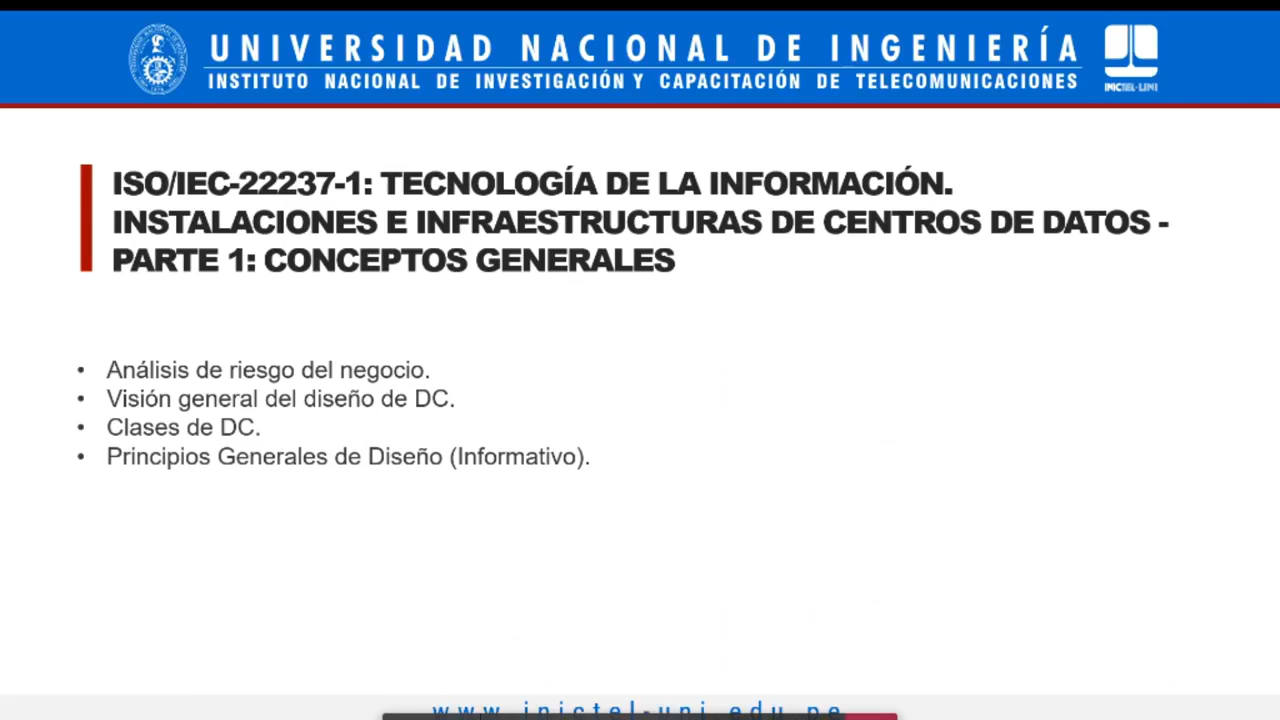 UNIVERSIDAD NACIONAL DE INGENIERÍA
INSTITUTO NACIONAL DE INVESTIGACIÓN Y CAPACITACIÓN DE TELECOMUNICACIONES
INICTEL-UNI
ISO/IEC-22237-1: TECNOLOGÍA DE LA INFORMACIÓN.
INSTALACIONES E INFRAESTRUCTURAS DE CENTROS DE DATOS -
PARTE 1: CONCEPTOS GENERALES
• Análisis de riesgo del negocio.
• Visión general del diseño de DC.
• Clases de DC.
• Principios Generales de Diseño (Informativo).
www.inictel-uni.edu.pe